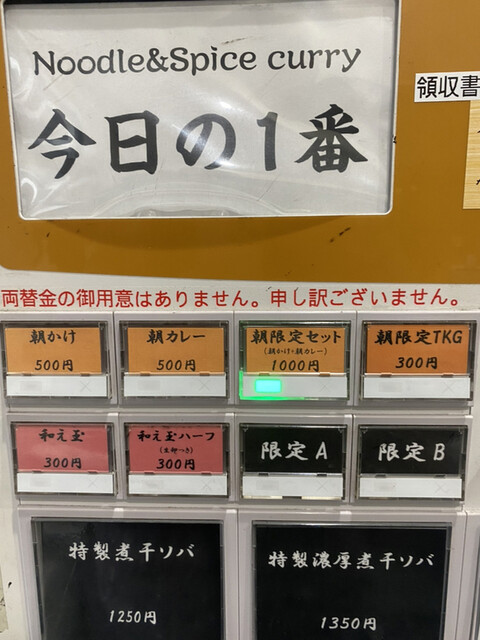 Noodle&Spice curry
今日の1番
領収書
両替金の御用意はありません。申し訳ございません。
朝かけ
500円
朝カレー
500円
朝限定セット
(朝かけ+朝カレー)
1000円
朝限定TKG
300円
和え玉
300円
和え玉ハーフ
(生卵つき)
300円
限定A
限定B
特製煮干ソバ
1250円
特製濃厚煮干ソバ
1350円